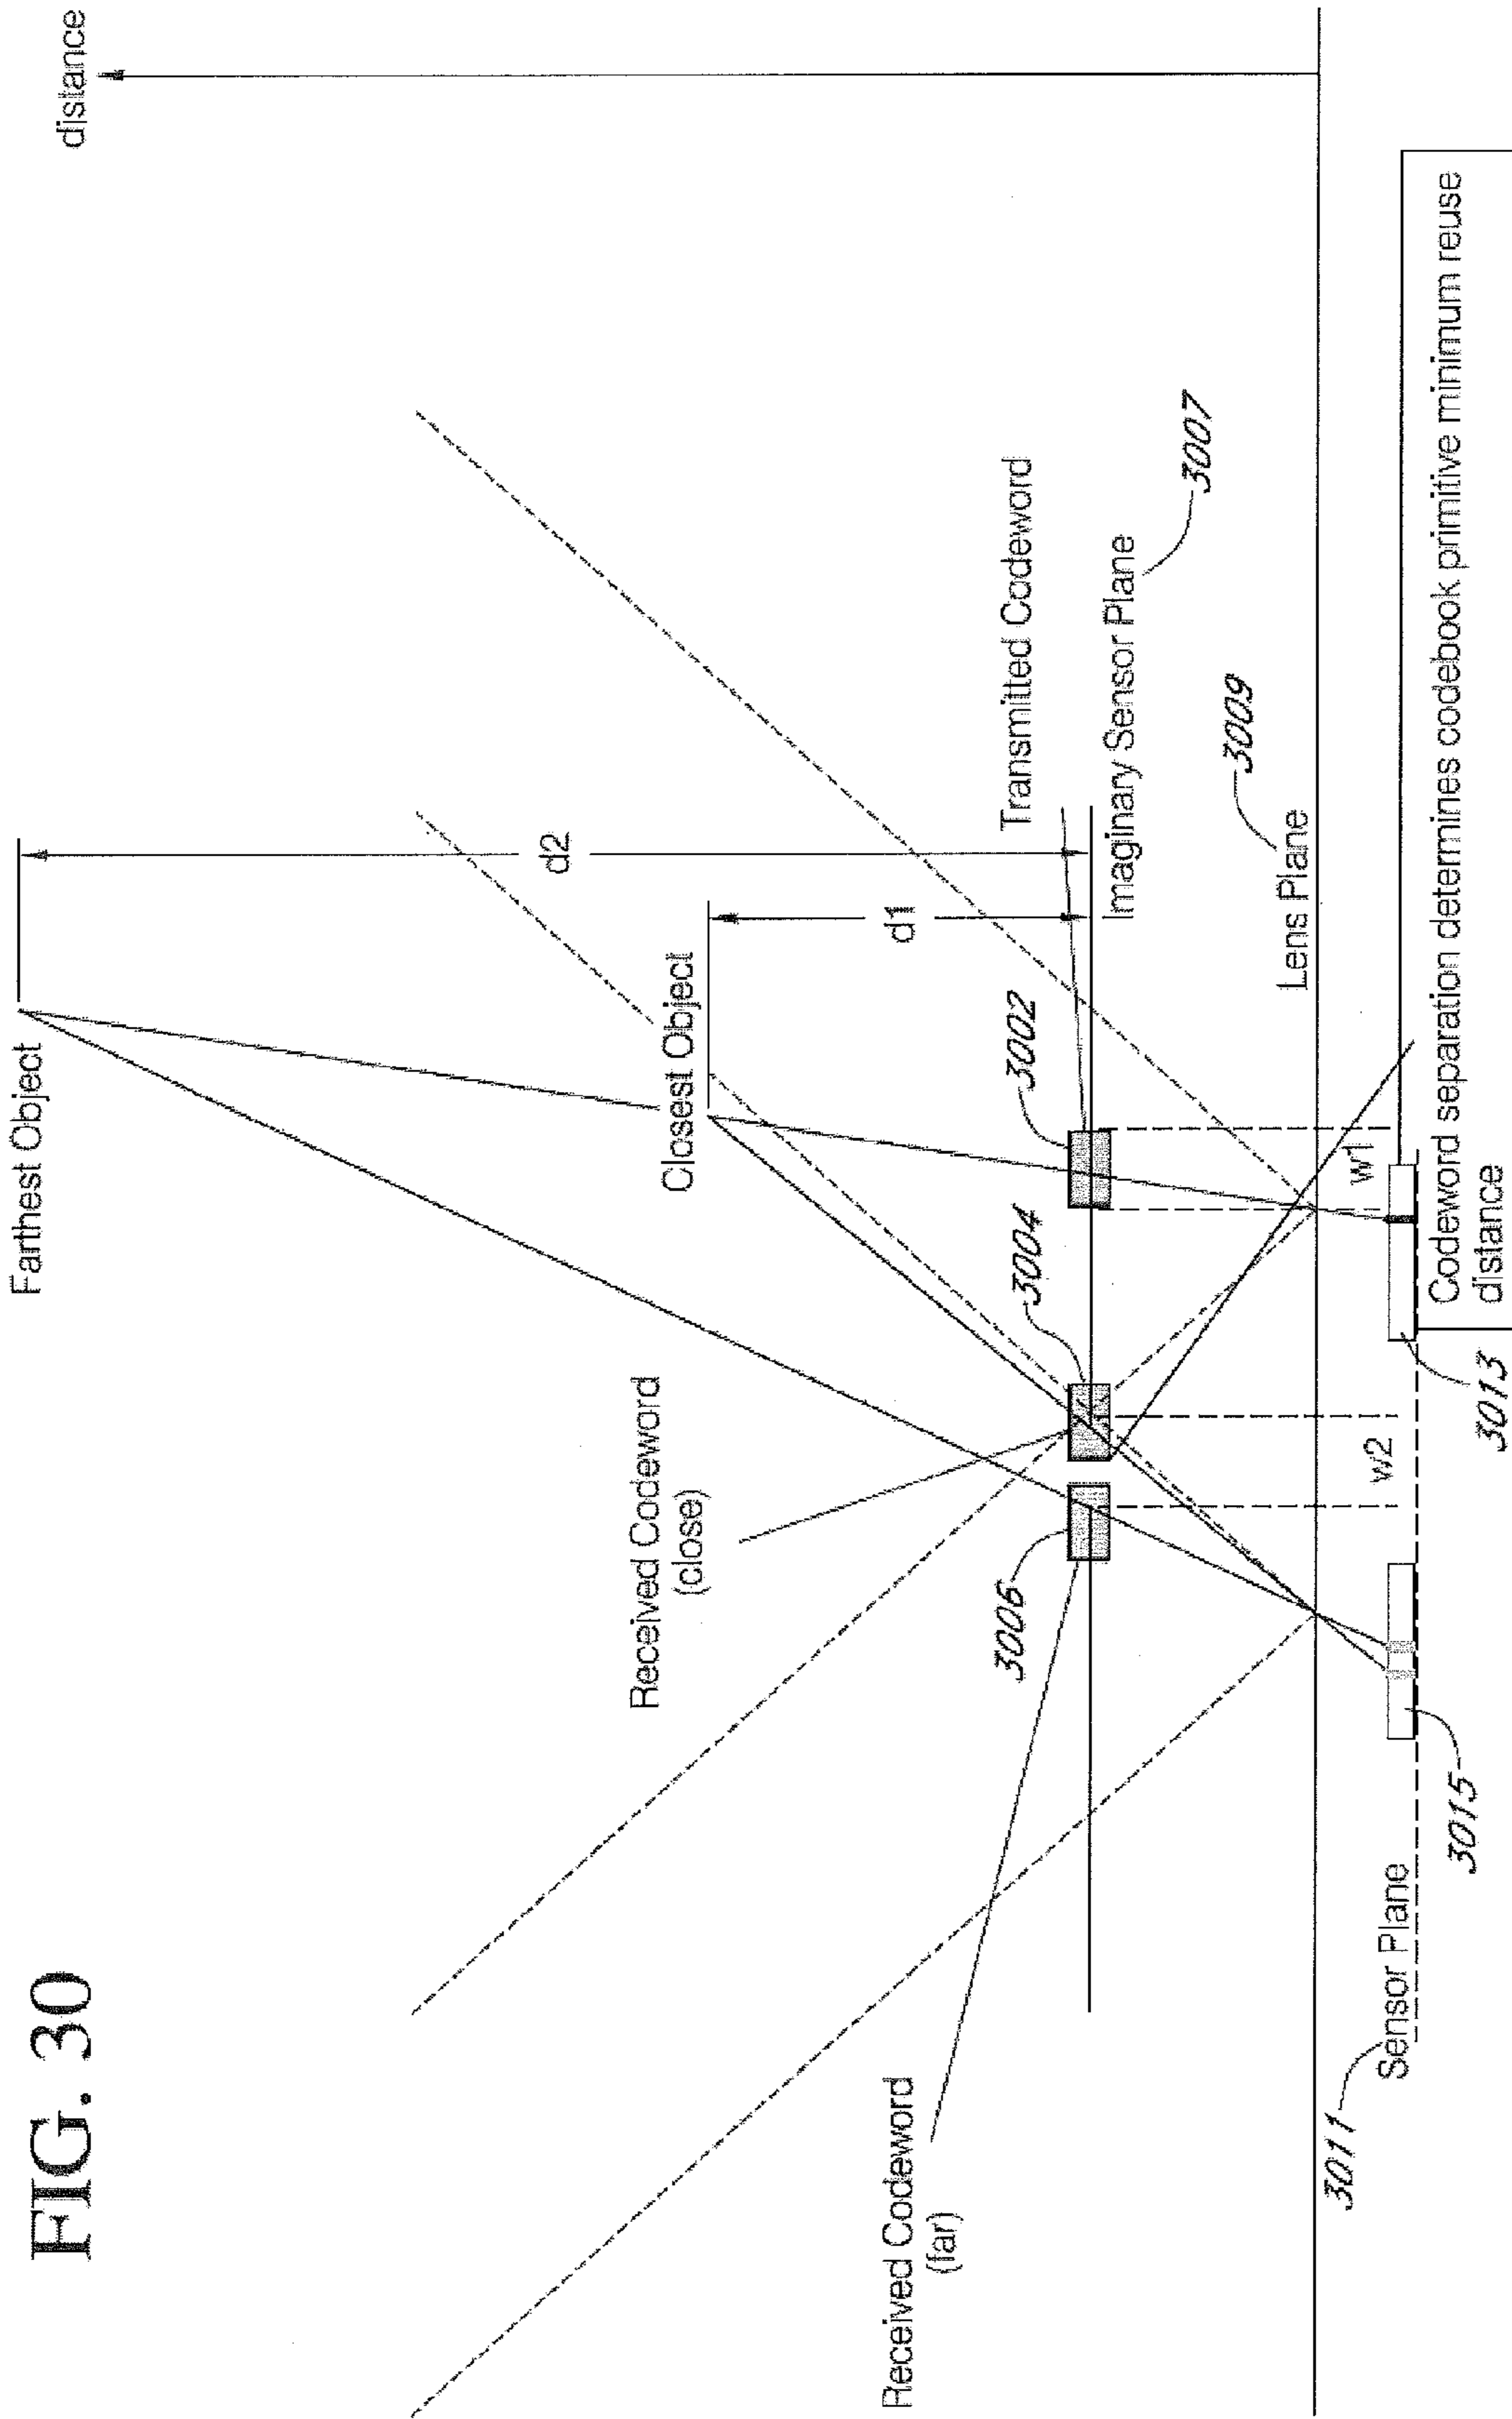 FIG. 30
distance
Farthest Object
d2
Closest Object
d1
Received Codeword
(close)
Received Codeword
(far)
3006
3004
3002
Transmitted Codeword
Imaginary Sensor Plane
3007
Lens Plane
3009
w2
w1
3011
Sensor Plane
3015
3013
Codeword separation determines codebook primitive minimum reuse
distance